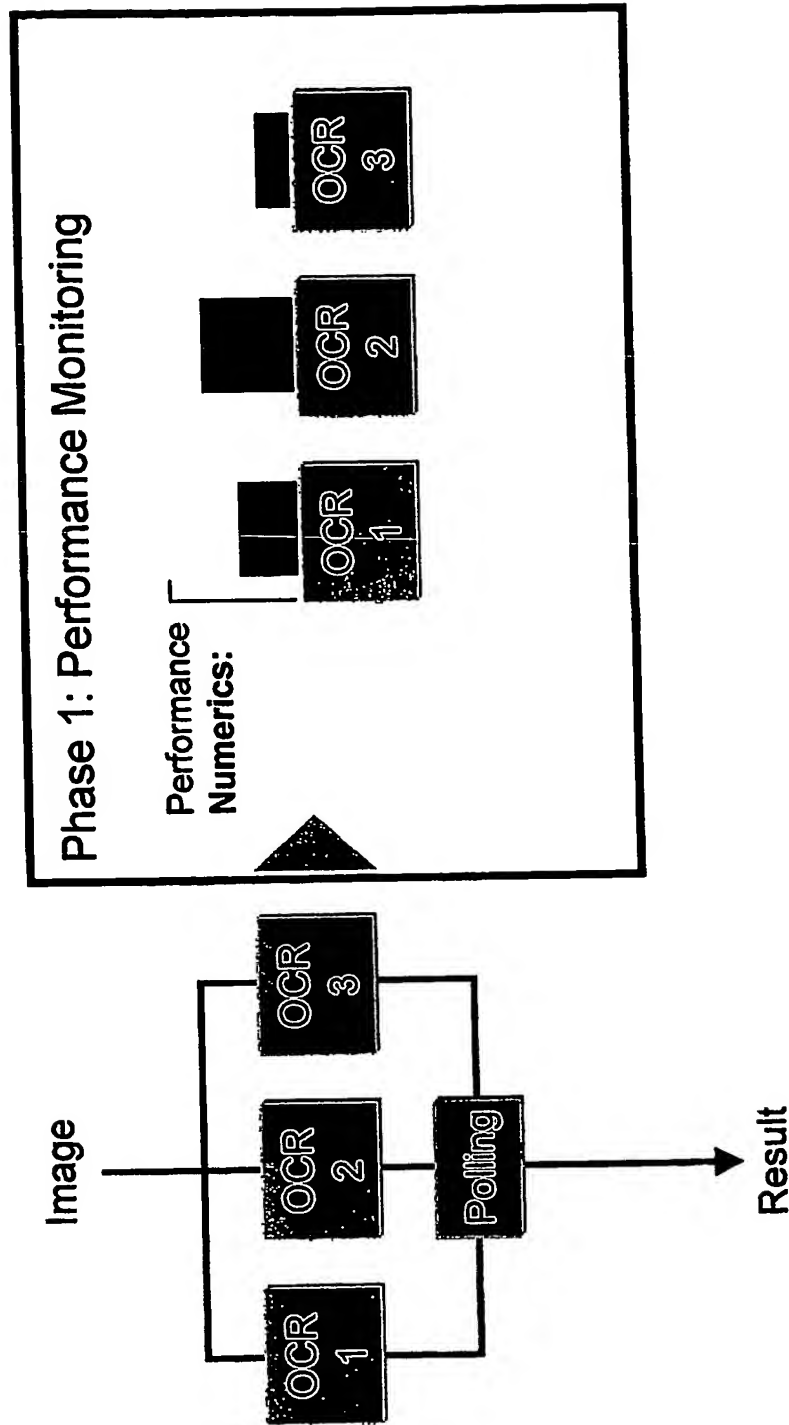 Image
OCR
1
OCR
2
OCR
3
Polling
Result
Phase 1: Performance Monitoring
Performance
Numerics:
OCR
1
OCR
2
OCR
3